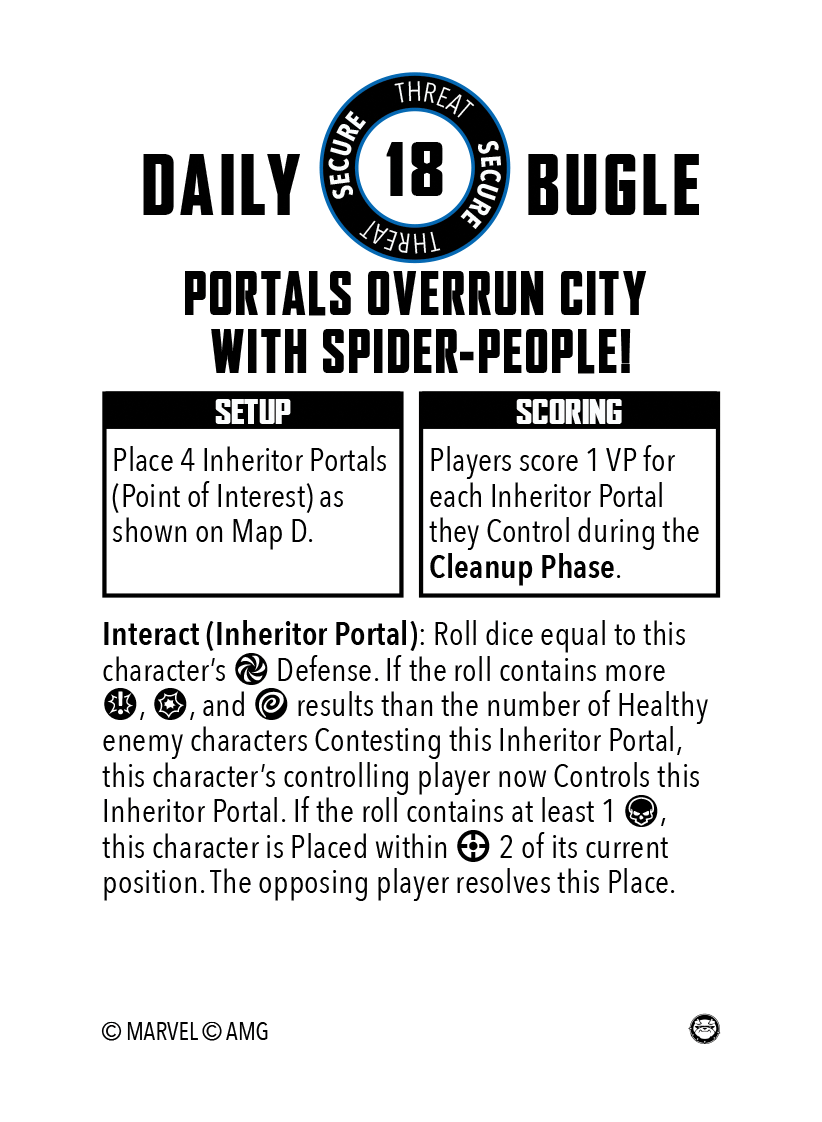 THREAT
SECURE
18
SECURE
THREAT
DAILY BUGLE
PORTALS OVERRUN CITY
WITH SPIDER-PEOPLE!
SETUP
Place 4 Inheritor Portals
(Point of Interest) as
shown on Map D.
SCORING
Players score 1 VP for
each Inheritor Portal
they Control during the
Cleanup Phase.
Interact (Inheritor Portal): Roll dice equal to this
character's Defense. If the roll contains more
, , and results than the number of Healthy
enemy characters Contesting this Inheritor Portal,
this character's controlling player now Controls this
Inheritor Portal. If the roll contains at least 1 ,
this character is Placed within 2 of its current
position. The opposing player resolves this Place.
© MARVEL © AMG